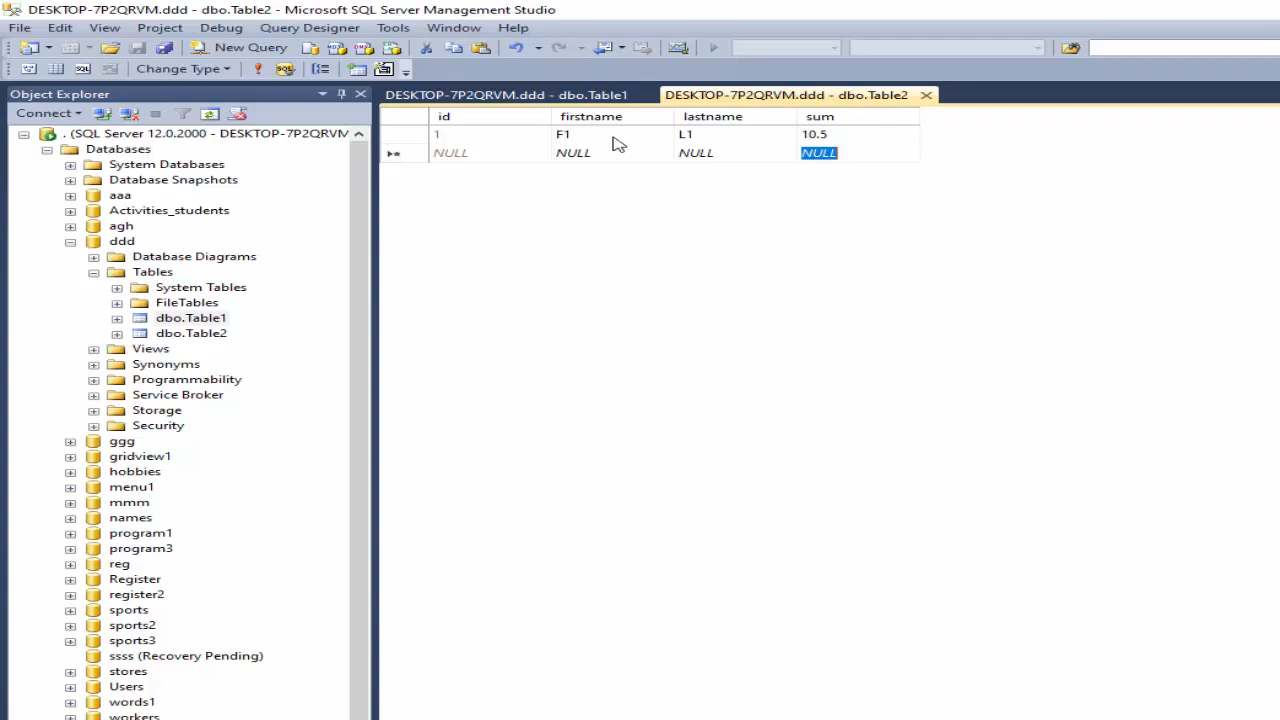 DESKTOP-7P2QRVM.ddd - dbo.Table2 - Microsoft SQL Server Management Studio
File Edit View Project Debug Query Designer Tools Window Help
New Query
Change Type
Object Explorer
Connect
. (SQL Server 12.0.2000 - DESKTOP-7P2QRVM
Databases
System Databases
Database Snapshots
aaa
Activities_students
agh
ddd
Database Diagrams
Tables
System Tables
FileTables
dbo.Table1
dbo.Table2
Views
Synonyms
Programmability
Service Broker
Storage
Security
ggg
gridview1
hobbies
menu1
mmm
names
program1
program3
reg
Register
register2
sports
sports2
sports3
ssss (Recovery Pending)
stores
Users
words1
workers
DESKTOP-7P2QRVM.ddd - dbo.Table1 DESKTOP-7P2QRVM.ddd - dbo.Table2
id firstname lastname sum
1 F1 L1 10.5
NULL NULL NULL NULL